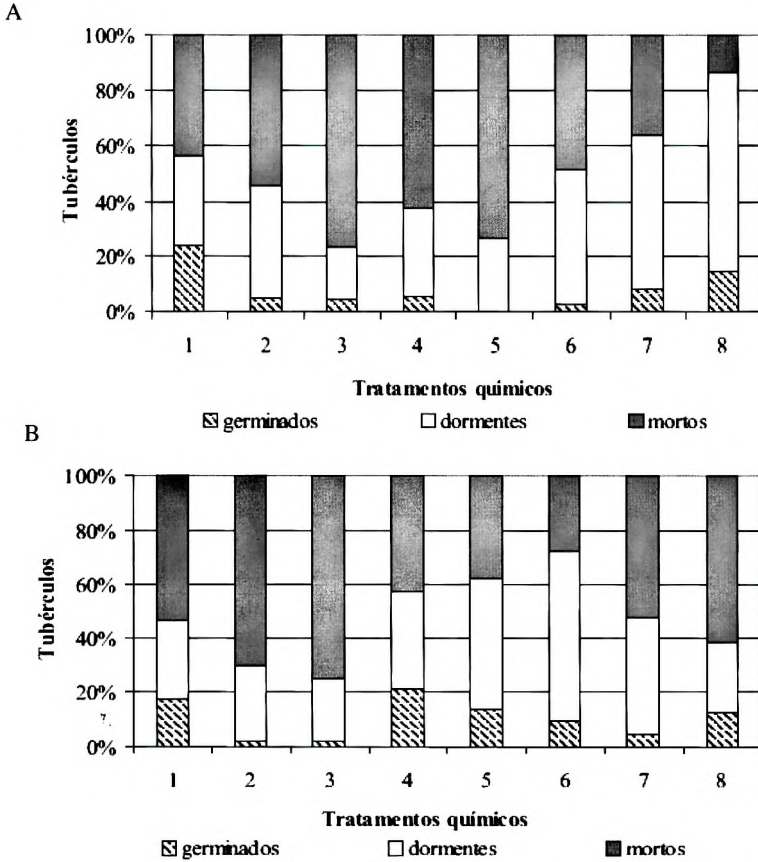 A
100%
80%
60%
40%
20%
0%
Tubérculos
1 2 3 4 5 6 7 8
Tratamentos químicos
germinados dormentes mortos
B
100%
80%
60%
40%
20%
0%
Tubérculos
1 2 3 4 5 6 7 8
Tratamentos químicos
germinados dormentes mortos